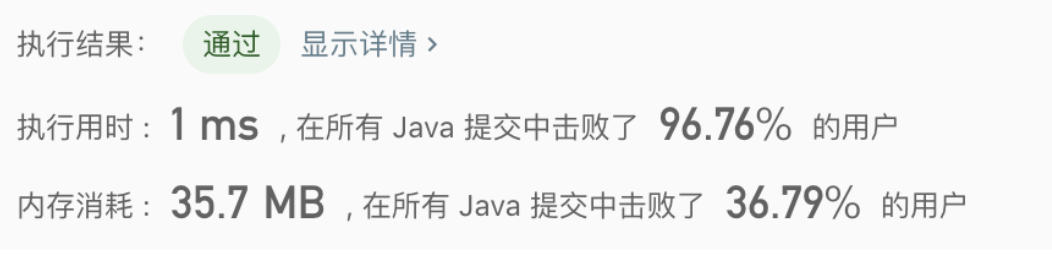 执行结果： 通过 显示详情 ›
执行用时： 1 ms ，在所有 Java 提交中击败了 96.76% 的用户
内存消耗： 35.7 MB ，在所有 Java 提交中击败了 36.79% 的用户